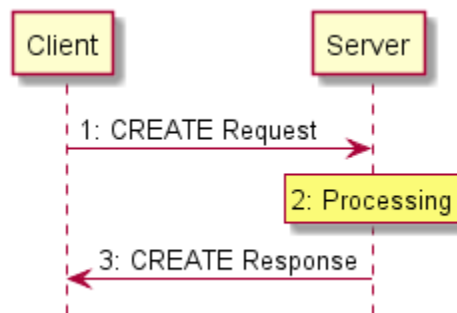 Client
Server
1: CREATE Request
2: Processing
3: CREATE Response